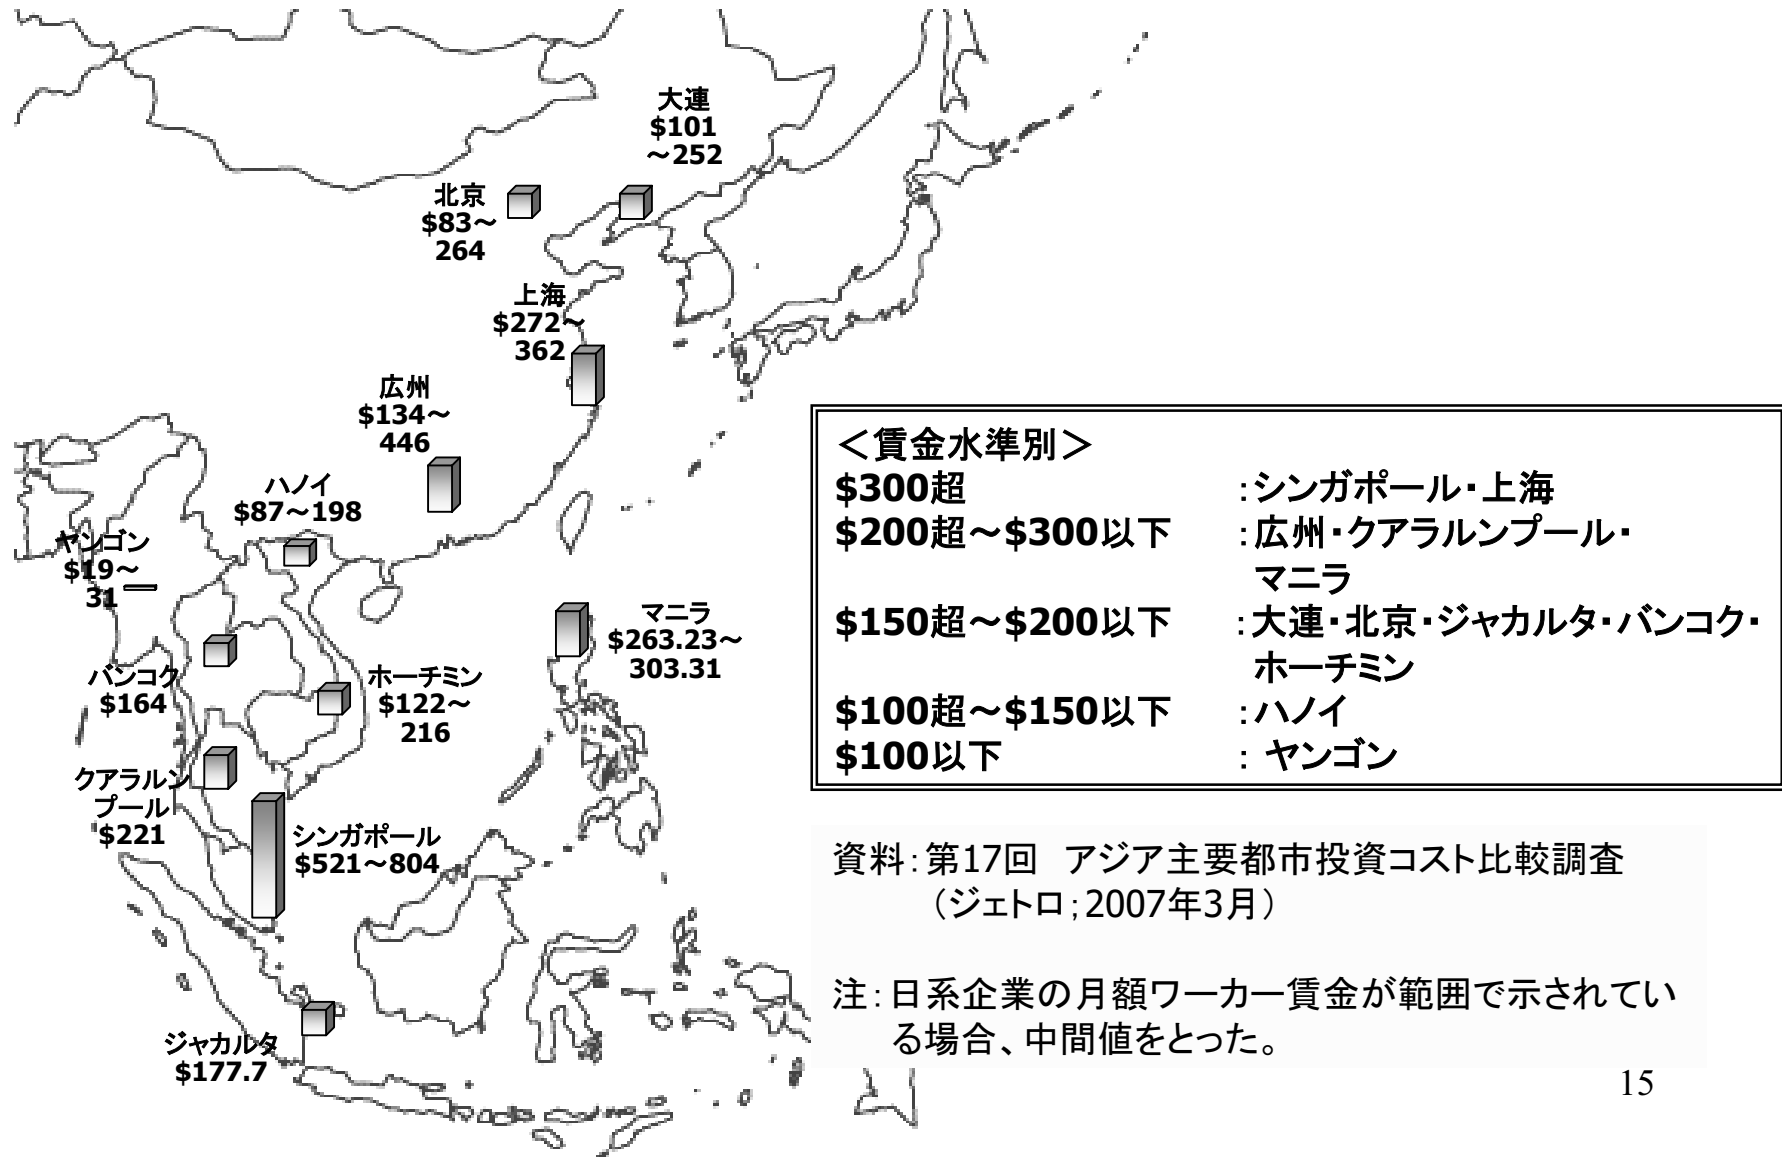 大連
$101
～252
北京
$83～
264
上海
$272～
362
広州
$134～
446
ハノイ
$87～198
ヤンゴン
$19～
31
マニラ
$263.23～
303.31
バンコク
$164
ホーチミン
$122～
216
クアラルン
プール
$221
シンガポール
$521～804
ジャカルタ
$177.7
＜賃金水準別＞
$300超 ：シンガポール・上海
$200超～$300以下 ：広州・クアラルンプール・
マニラ
$150超～$200以下 ：大連・北京・ジャカルタ・バンコク・
ホーチミン
$100超～$150以下 ：ハノイ
$100以下 ： ヤンゴン
資料：第17回 アジア主要都市投資コスト比較調査
（ジェトロ；2007年3月）
注：日系企業の月額ワーカー賃金が範囲で示されてい
る場合、中間値をとった。
15